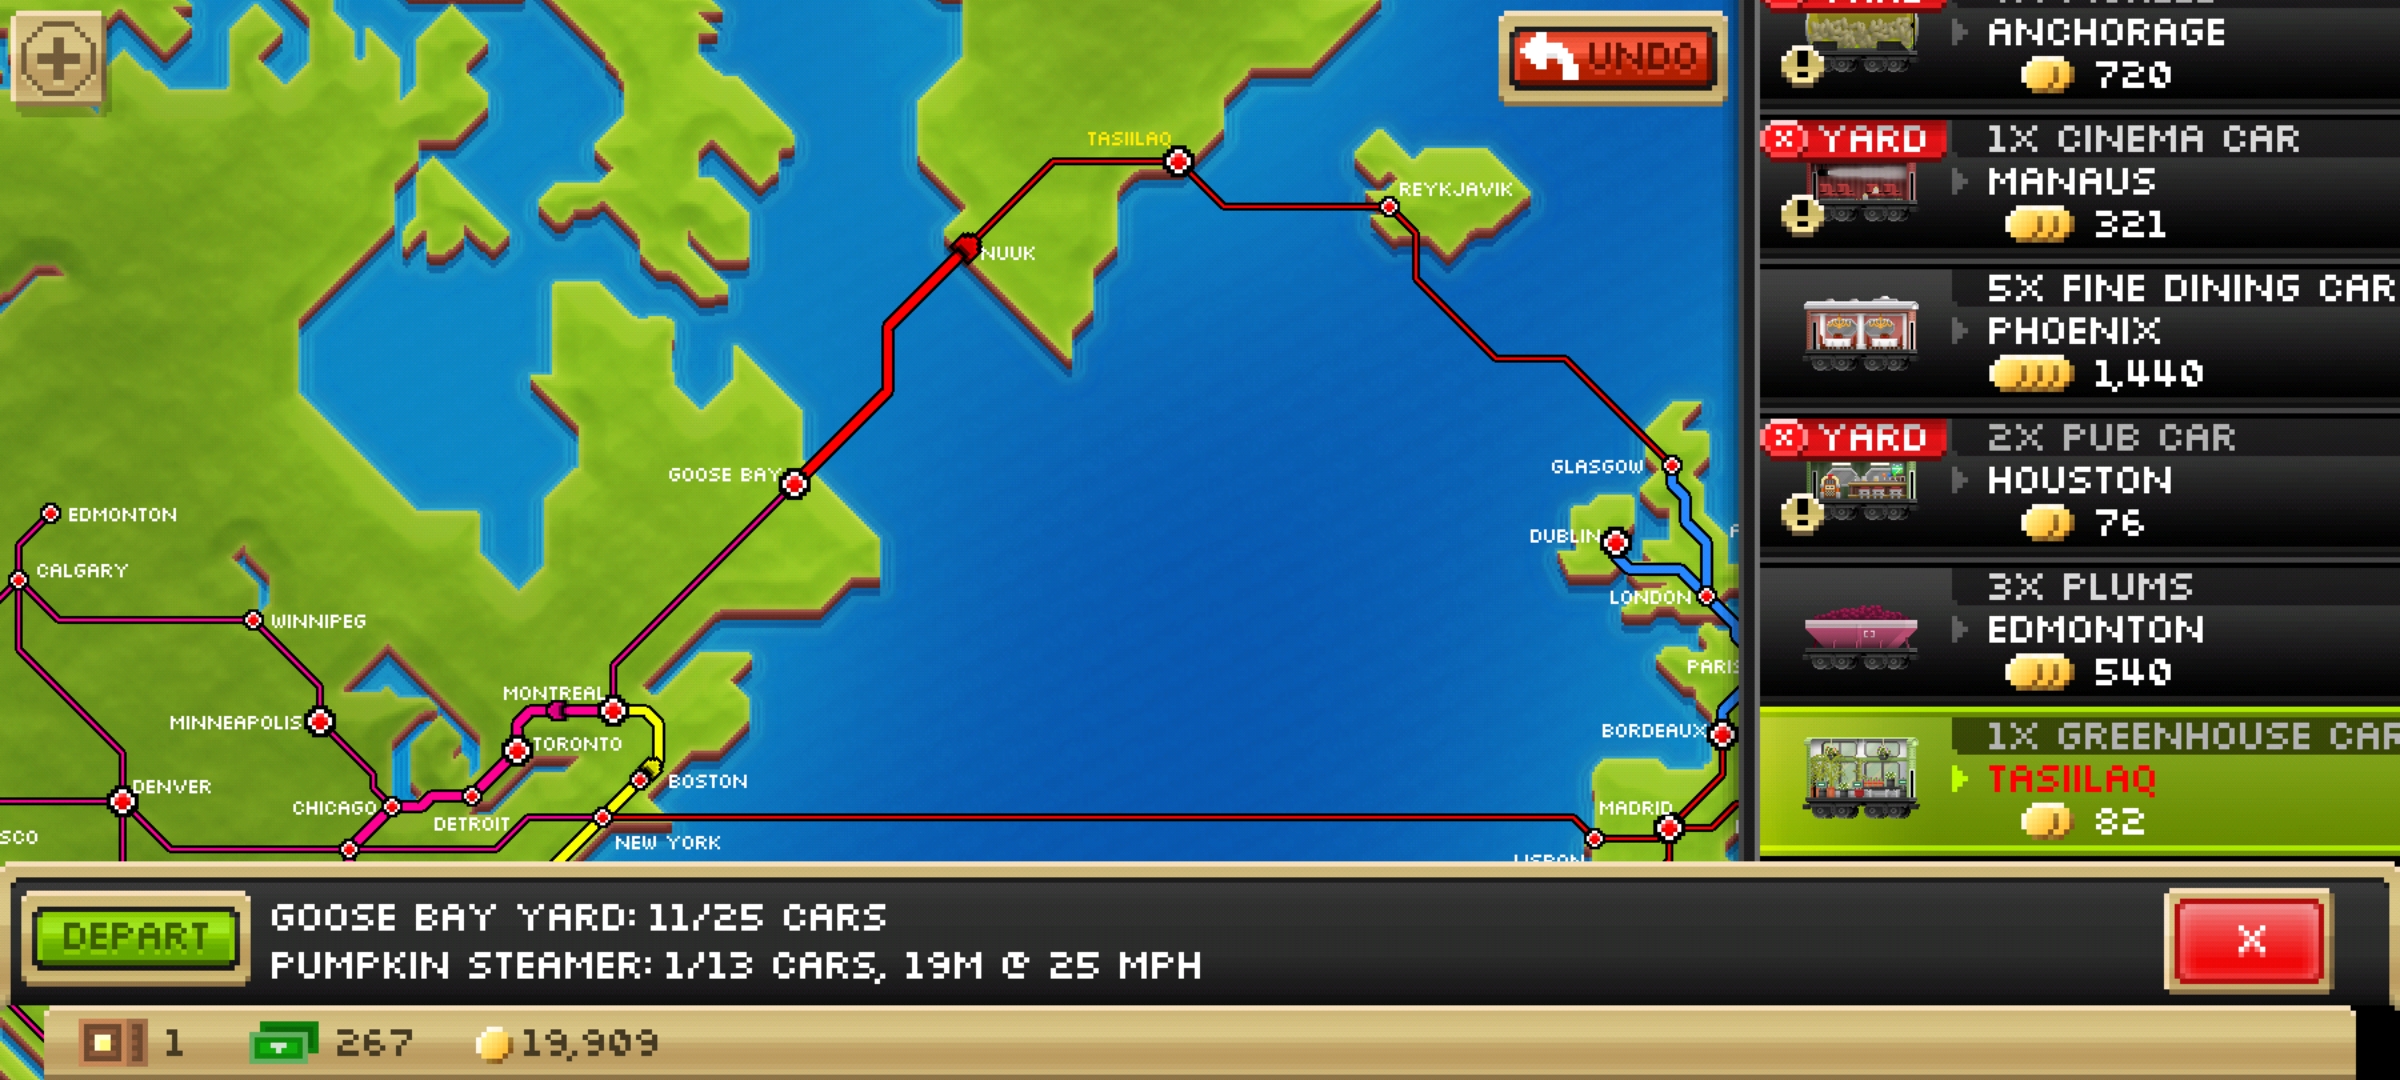 UNDO
TASIILAQ
REYKJAVIK
NUUK
GOOSE BAY
GLASGOW
DUBLIN
LONDON
EDMONTON
CALGARY
WINNIPEG
MONTREAL
MINNEAPOLIS
TORONTO
BOSTON
DENVER
CHICAGO
DETROIT
NEW YORK
SCO
PARIS
BORDEAUX
MADRID
LISBON
YARD
ANCHORAGE
720
YARD
1X CINEMA CAR
MANAUS
321
5X FINE DINING CAR
PHOENIX
1,440
YARD
2X PUB CAR
HOUSTON
76
3X PLUMS
EDMONTON
540
1X GREENHOUSE CAR
TASIILAQ
82
DEPART
GOOSE BAY YARD: 11/25 CARS
PUMPKIN STEAMER: 1/13 CARS, 19M @ 25 MPH
X
1
267
19,909